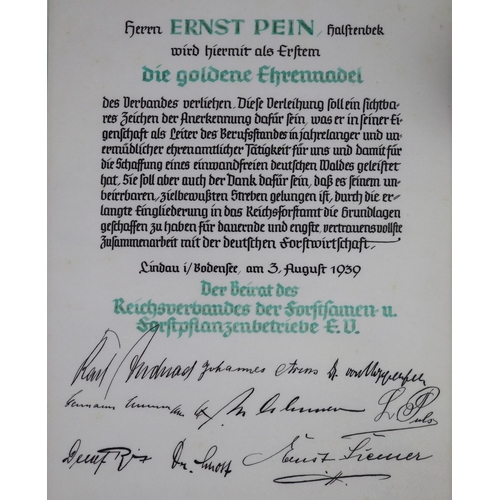 Herrn ERNST PEIN, Halstenbek
wird hiermit als Erstem
die goldene Ehrennadel
des Verbandes verliehen. Diese Verleihung soll ein sichtba-
res Zeichen der Anerkennung dafür sein, was er in seiner Ei-
genschaft als Leiter des Berufsstandes in jahrelanger und un-
ermüdlicher ehrenamtlicher Tätigkeit für uns und damit für
die Schaffung eines einwandfreien deutschen Waldes geleistet
hat. Sie soll aber auch der Dank dafür sein, daß es seinem un-
beirrbaren, zielbewußten Streben gelungen ist, durch die er-
langte Eingliederung in das Reichsforstamt die Grundlagen
geschaffen zu haben für dauernde und engste, vertrauensvollste
Zusammenarbeit mit der deutschen Forstwirtschaft.
Lindau i/Bodensee, am 3. August 1939
Der Beirat des
Reichsverbandes der Forstsamen- u.
Forstpflanzenbetriebe E.V.
Karl Johannes
Ernst